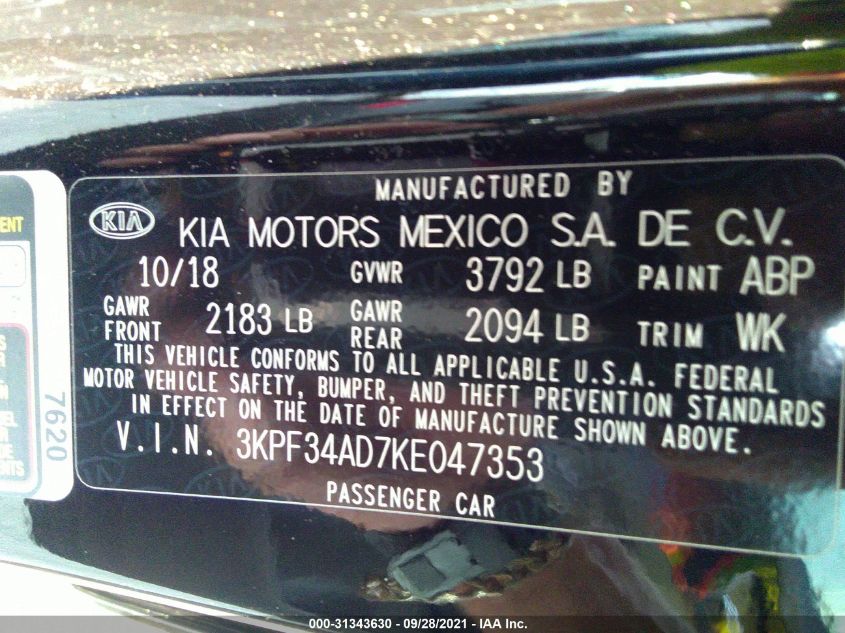 MANUFACTURED BY
KIA KIA MOTORS MEXICO S.A. DE C.V.
10/18 GVWR 3792 LB PAINT ABP
GAWR FRONT 2183 LB GAWR REAR 2094 LB TRIM WK
THIS VEHICLE CONFORMS TO ALL APPLICABLE U.S.A. FEDERAL
MOTOR VEHICLE SAFETY, BUMPER, AND THEFT PREVENTION STANDARDS
IN EFFECT ON THE DATE OF MANUFACTURE SHOWN ABOVE.
V.I.N. 3KPF34AD7KE047353
PASSENGER CAR
7620
000-31343630 - 09/28/2021 - IAA Inc.